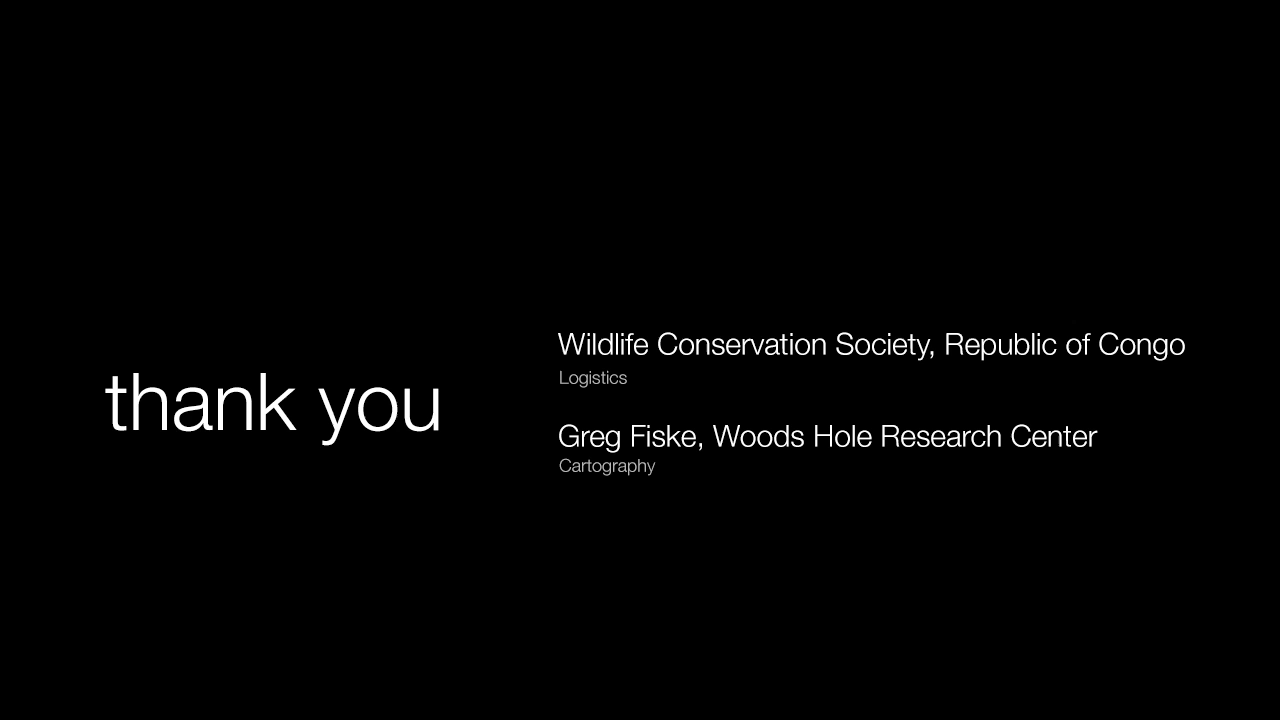 thank you
Wildlife Conservation Society, Republic of Congo
Logistics
Greg Fiske, Woods Hole Research Center
Cartography